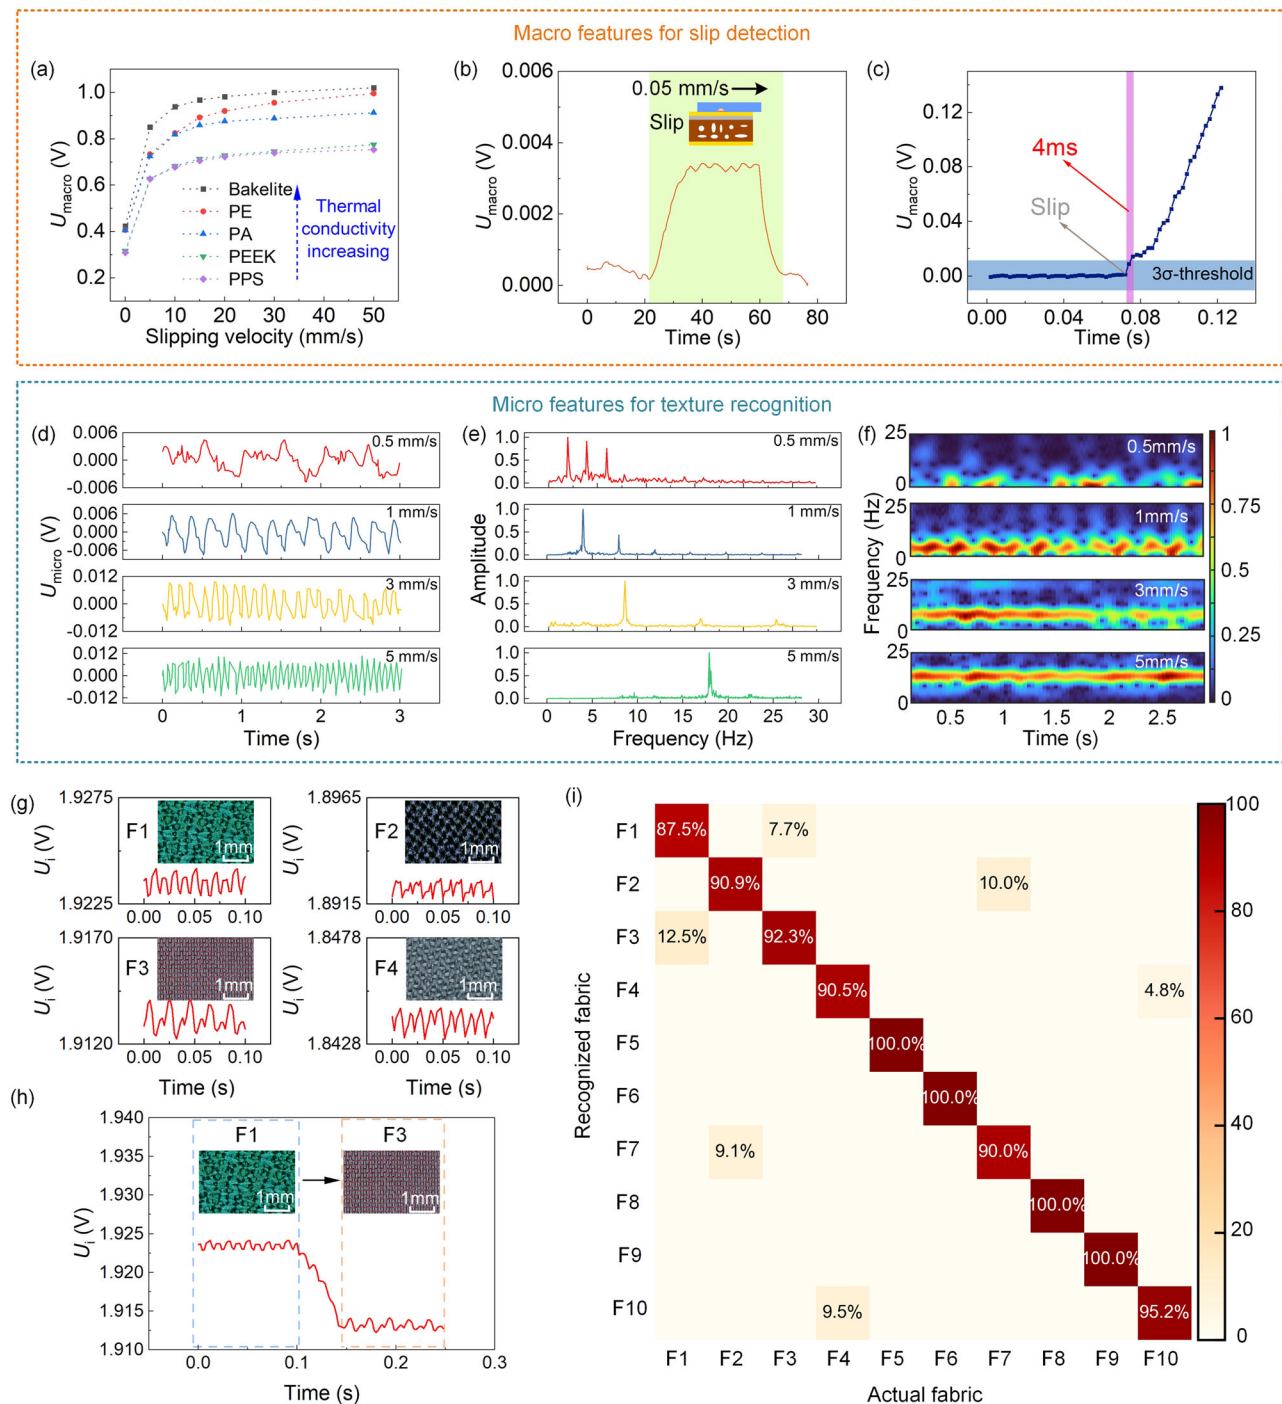 Macro features for slip detection
(a)
1.0
0.8
0.6
0.4
0.2
U_macro (V)
Bakelite
PE
PA
PEEK
PPS
Thermal
conductivity
increasing
0 10 20 30 40 50
Slipping velocity (mm/s)
(b)
0.006
0.004
0.002
0.000
U_macro (V)
0.05 mm/s
Slip
0 20 40 60 80
Time (s)
(c)
0.12
0.08
0.04
0.00
U_macro (V)
4ms
Slip
3σ-threshold
0.00 0.04 0.08 0.12
Time (s)
Micro features for texture recognition
(d)
U_micro (V)
0.006
0.000
-0.006
0.5 mm/s
0.006
0.000
-0.006
1 mm/s
0.012
0.000
-0.012
3 mm/s
0.012
0.000
-0.012
5 mm/s
0 1 2 3
Time (s)
(e)
Amplitude
1.0
0.5
0.0
0.5 mm/s
1.0
0.5
0.0
1 mm/s
1.0
0.5
0.0
3 mm/s
1.0
0.5
0.0
5 mm/s
0 5 10 15 20 25 30
Frequency (Hz)
(f)
Frequency (Hz)
25
0
0.5mm/s
25
0
1mm/s
25
0
3mm/s
25
0
5mm/s
0.5 1 1.5 2 2.5
Time (s)
1
0.75
0.5
0.25
0
(g)
1.9275
U_i (V)
F1
1mm
1.9225
0.00 0.05 0.10
1.8965
U_i (V)
F2
1mm
1.8915
0.00 0.05 0.10
1.9170
U_i (V)
F3
1mm
1.9120
0.00 0.05 0.10
Time (s)
1.8478
U_i (V)
F4
1mm
1.8428
0.00 0.05 0.10
Time (s)
(h)
1.940
1.935
1.930
1.925
1.920
1.915
1.910
U_i (V)
F1
F3
1mm
1mm
0.0 0.1 0.2 0.3
Time (s)
(i)
Recognized fabric
F1 87.5% 7.7%
F2 90.9% 10.0%
F3 12.5% 92.3%
F4 90.5% 4.8%
F5 100.0%
F6 100.0%
F7 9.1% 90.0%
F8 100.0%
F9 100.0%
F10 9.5% 95.2%
F1 F2 F3 F4 F5 F6 F7 F8 F9 F10
Actual fabric
100
80
60
40
20
0